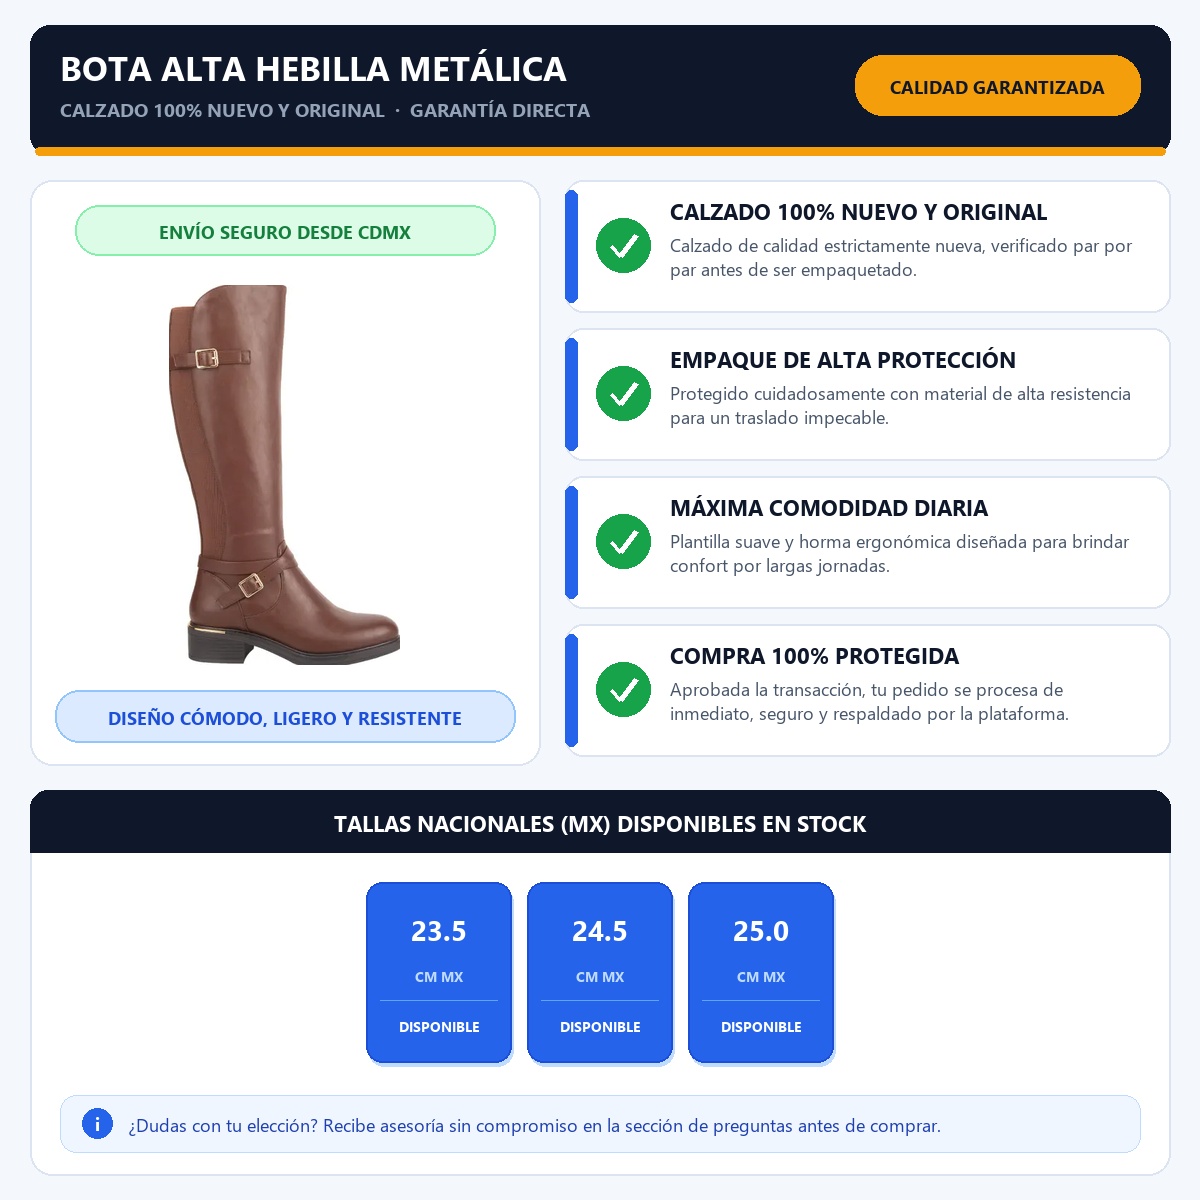 BOTA ALTA HEBILLA METÁLICA
CALZADO 100% NUEVO Y ORIGINAL · GARANTÍA DIRECTA
CALIDAD GARANTIZADA
ENVÍO SEGURO DESDE CDMX
DISEÑO CÓMODO, LIGERO Y RESISTENTE
CALZADO 100% NUEVO Y ORIGINAL
Calzado de calidad estrictamente nueva, verificado par por
par antes de ser empaquetado.
EMPAQUE DE ALTA PROTECCIÓN
Protegido cuidadosamente con material de alta resistencia
para un traslado impecable.
MÁXIMA COMODIDAD DIARIA
Plantilla suave y horma ergonómica diseñada para brindar
confort por largas jornadas.
COMPRA 100% PROTEGIDA
Aprobada la transacción, tu pedido se procesa de
inmediato, seguro y respaldado por la plataforma.
TALLAS NACIONALES (MX) DISPONIBLES EN STOCK
23.5
CM MX
DISPONIBLE
24.5
CM MX
DISPONIBLE
25.0
CM MX
DISPONIBLE
¿Dudas con tu elección? Recibe asesoría sin compromiso en la sección de preguntas antes de comprar.